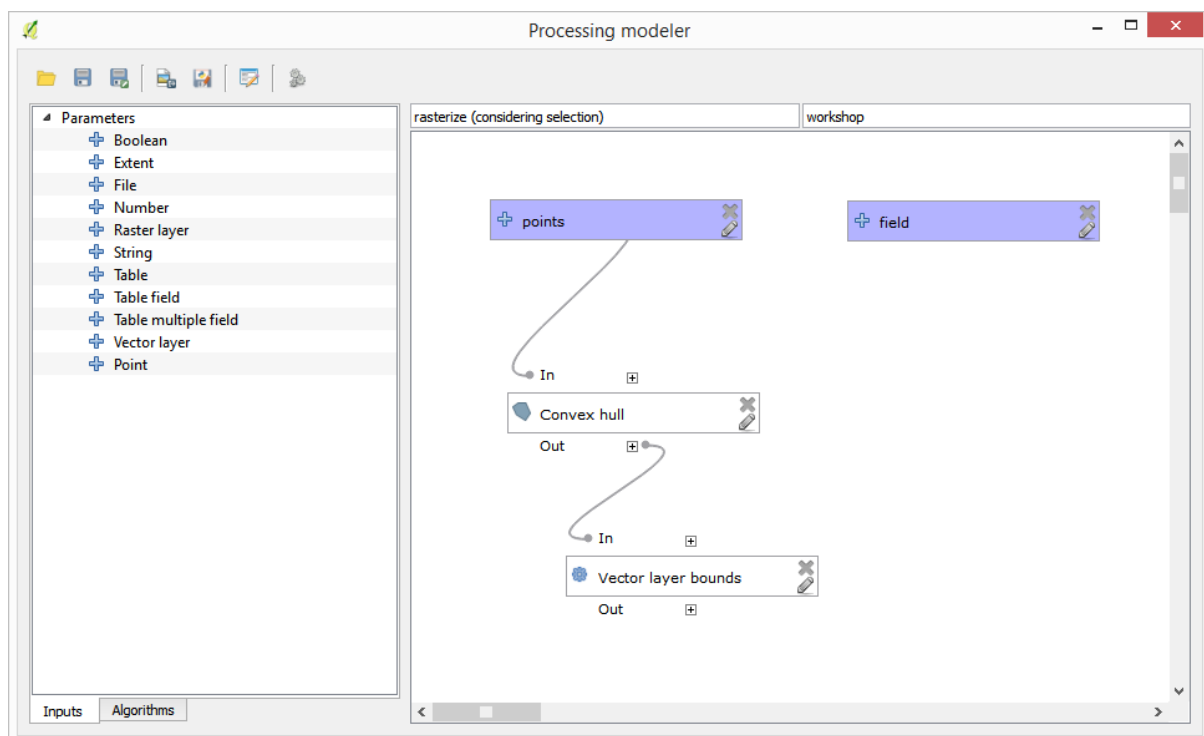 Processing modeler
Parameters
Boolean
Extent
File
Number
Raster layer
String
Table
Table field
Table multiple field
Vector layer
Point
Inputs
Algorithms
rasterize (considering selection)
workshop
points
field
In
Convex hull
Out
In
Vector layer bounds
Out